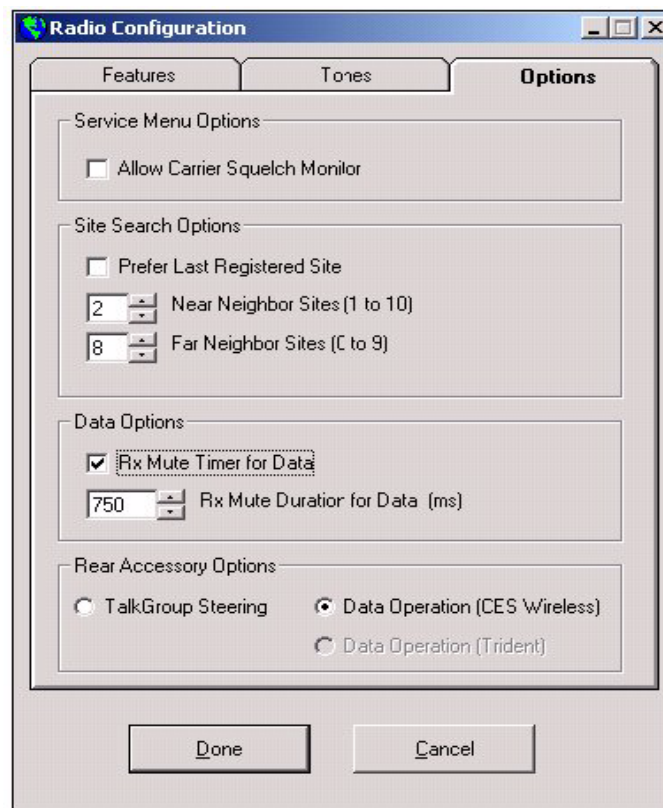 Radio Configuration
Features Tones Options
Service Menu Options
Allow Carrier Squelch Monitor
Site Search Options
Prefer Last Registered Site
2 Near Neighbor Sites (1 to 10)
8 Far Neighbor Sites (0 to 9)
Data Options
Rx Mute Timer for Data
750 Rx Mute Duration for Data (ms)
Rear Accessory Options
TalkGroup Steering Data Operation (CES Wireless)
Data Operation (Trident)
Done Cancel